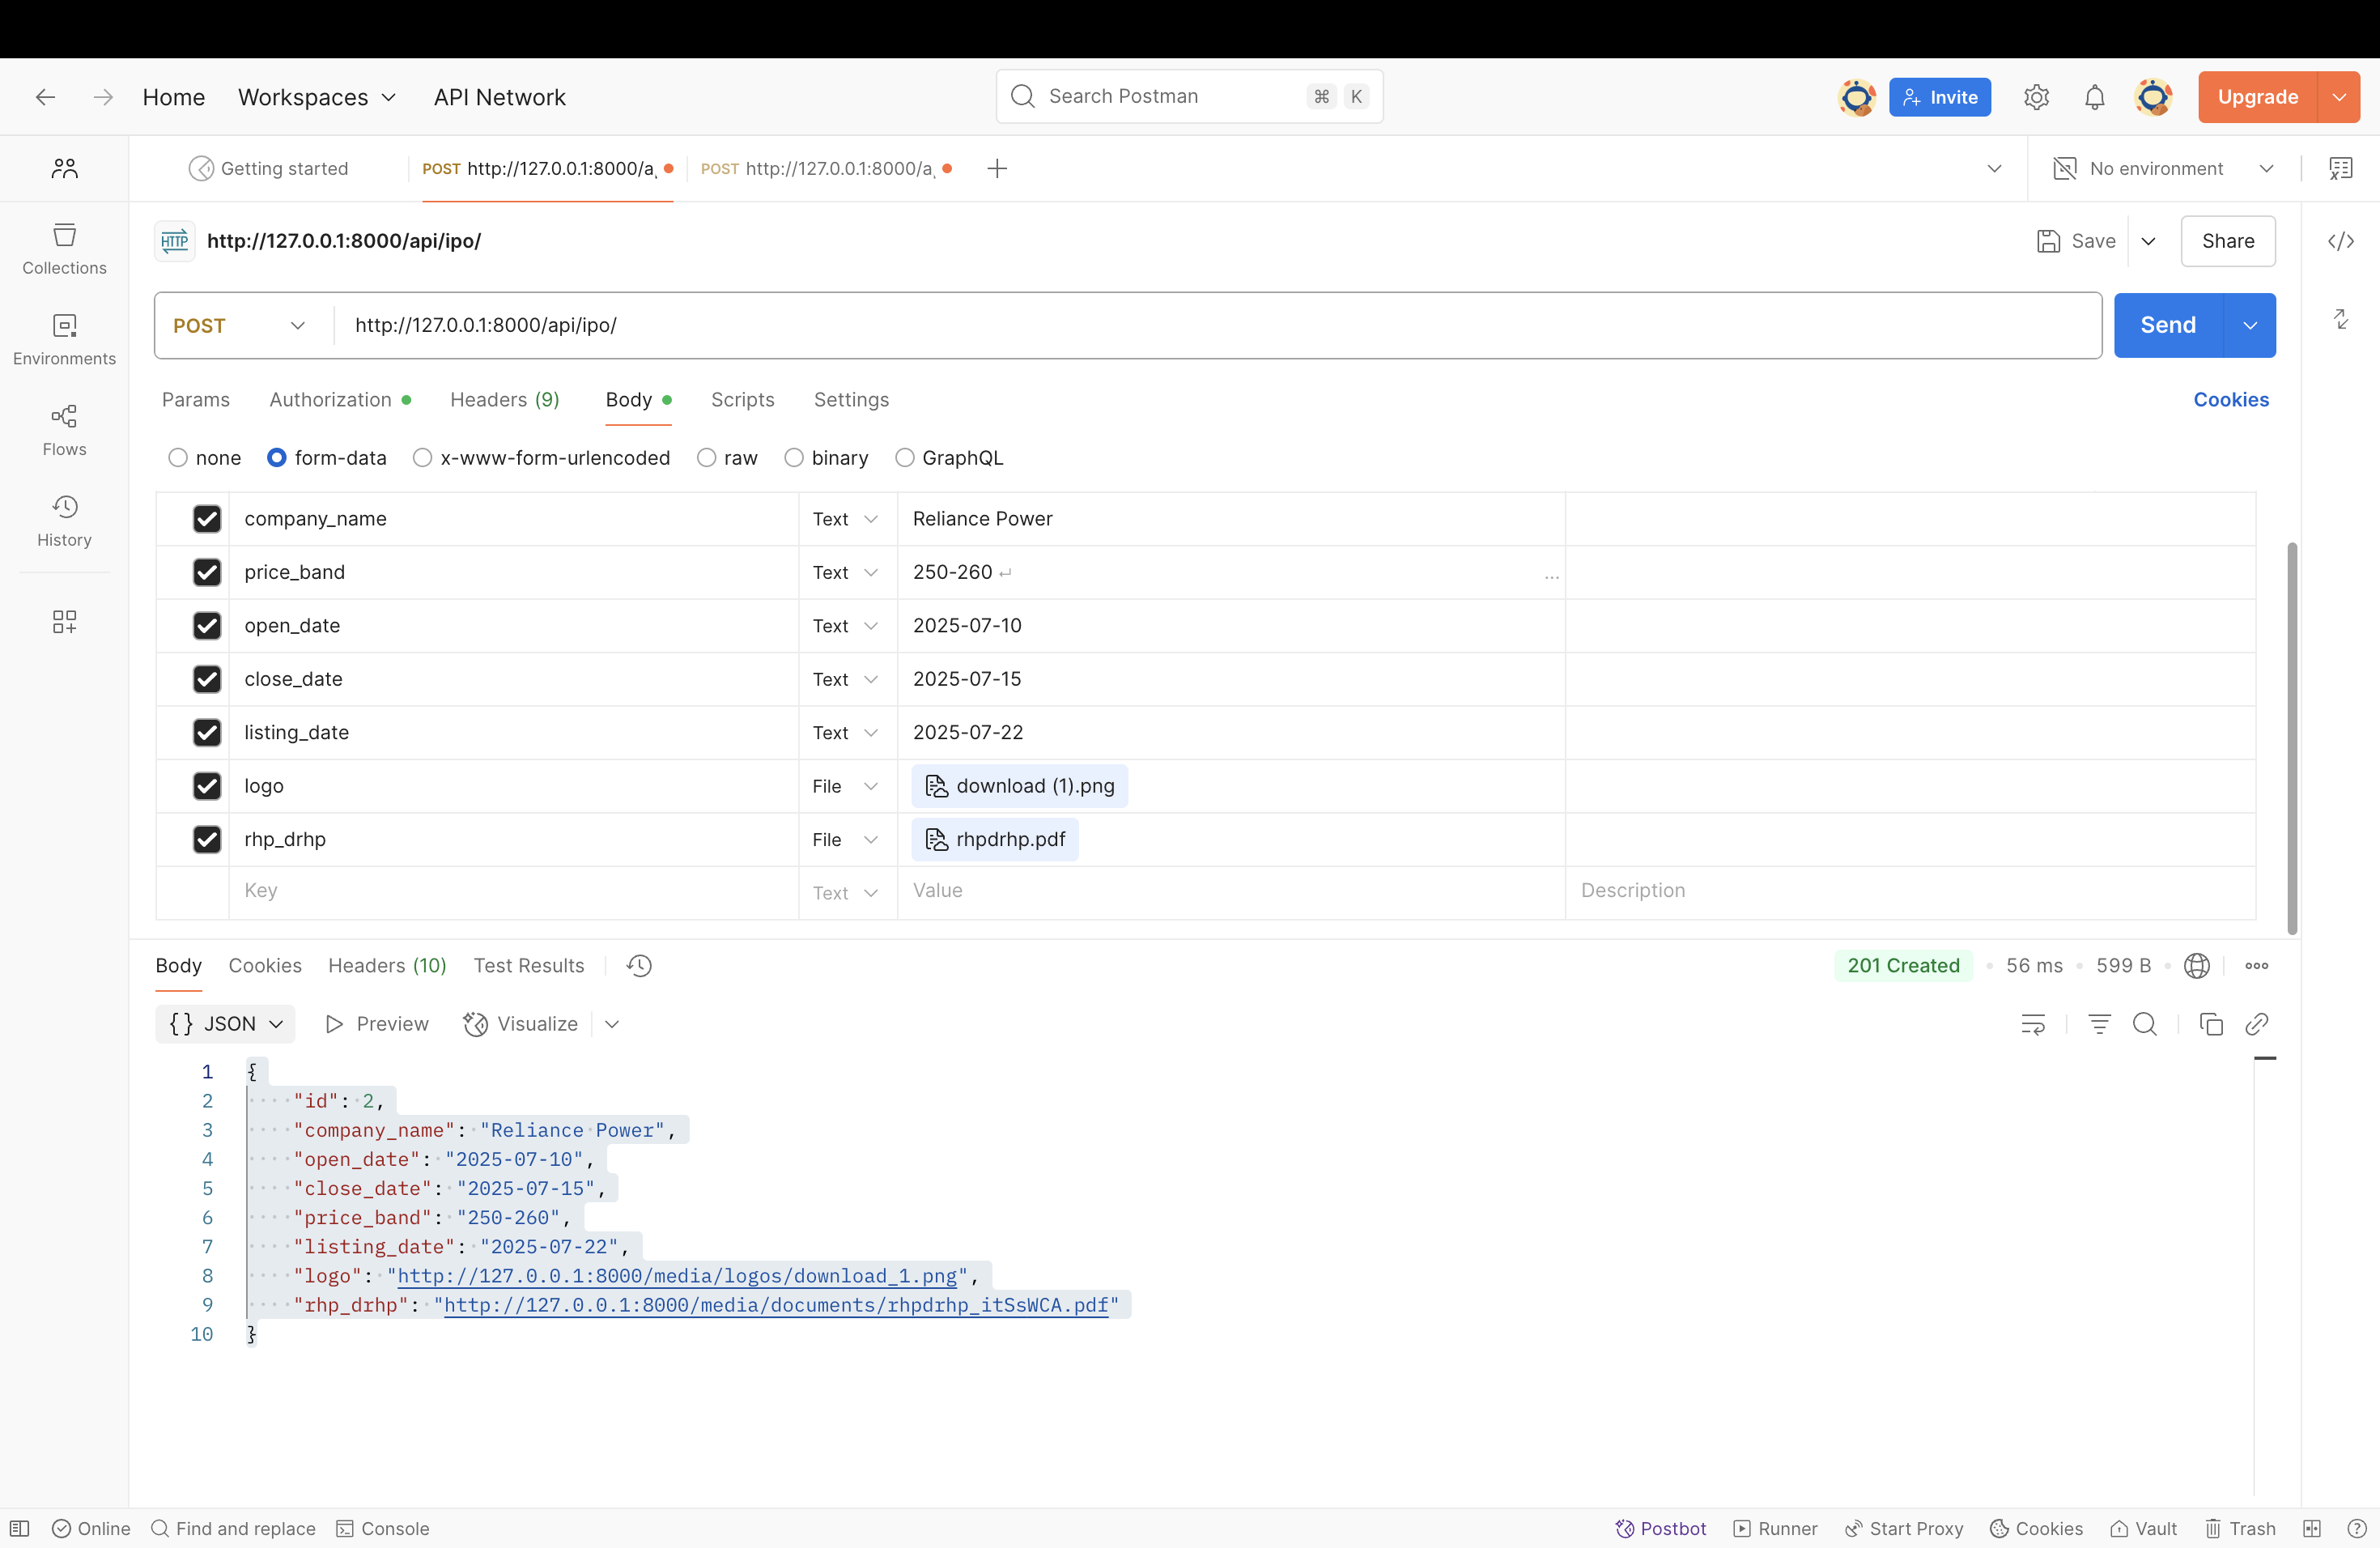 Home Workspaces API Network Search Postman ⌘ K Invite Upgrade
Getting started POST http://127.0.0.1:8000/a, POST http://127.0.0.1:8000/a, No environment
HTTP http://127.0.0.1:8000/api/ipo/ Save Share
Collections
Environments
Flows
History
POST http://127.0.0.1:8000/api/ipo/ Send
Params Authorization Headers (9) Body Scripts Settings Cookies
none form-data x-www-form-urlencoded raw binary GraphQL
company_name Text Reliance Power
price_band Text 250-260 ↵ ...
open_date Text 2025-07-10
close_date Text 2025-07-15
listing_date Text 2025-07-22
logo File download (1).png
rhp_drhp File rhpdrhp.pdf
Key Text Value Description
Body Cookies Headers (10) Test Results 201 Created 56 ms 599 B
{} JSON Preview Visualize
1 {
2 "id": 2,
3 "company_name": "Reliance Power",
4 "open_date": "2025-07-10",
5 "close_date": "2025-07-15",
6 "price_band": "250-260",
7 "listing_date": "2025-07-22",
8 "logo": "http://127.0.0.1:8000/media/logos/download_1.png",
9 "rhp_drhp": "http://127.0.0.1:8000/media/documents/rhpdrhp_itSsWCA.pdf"
10 }
Online Find and replace Console Postbot Runner Start Proxy Cookies Vault Trash